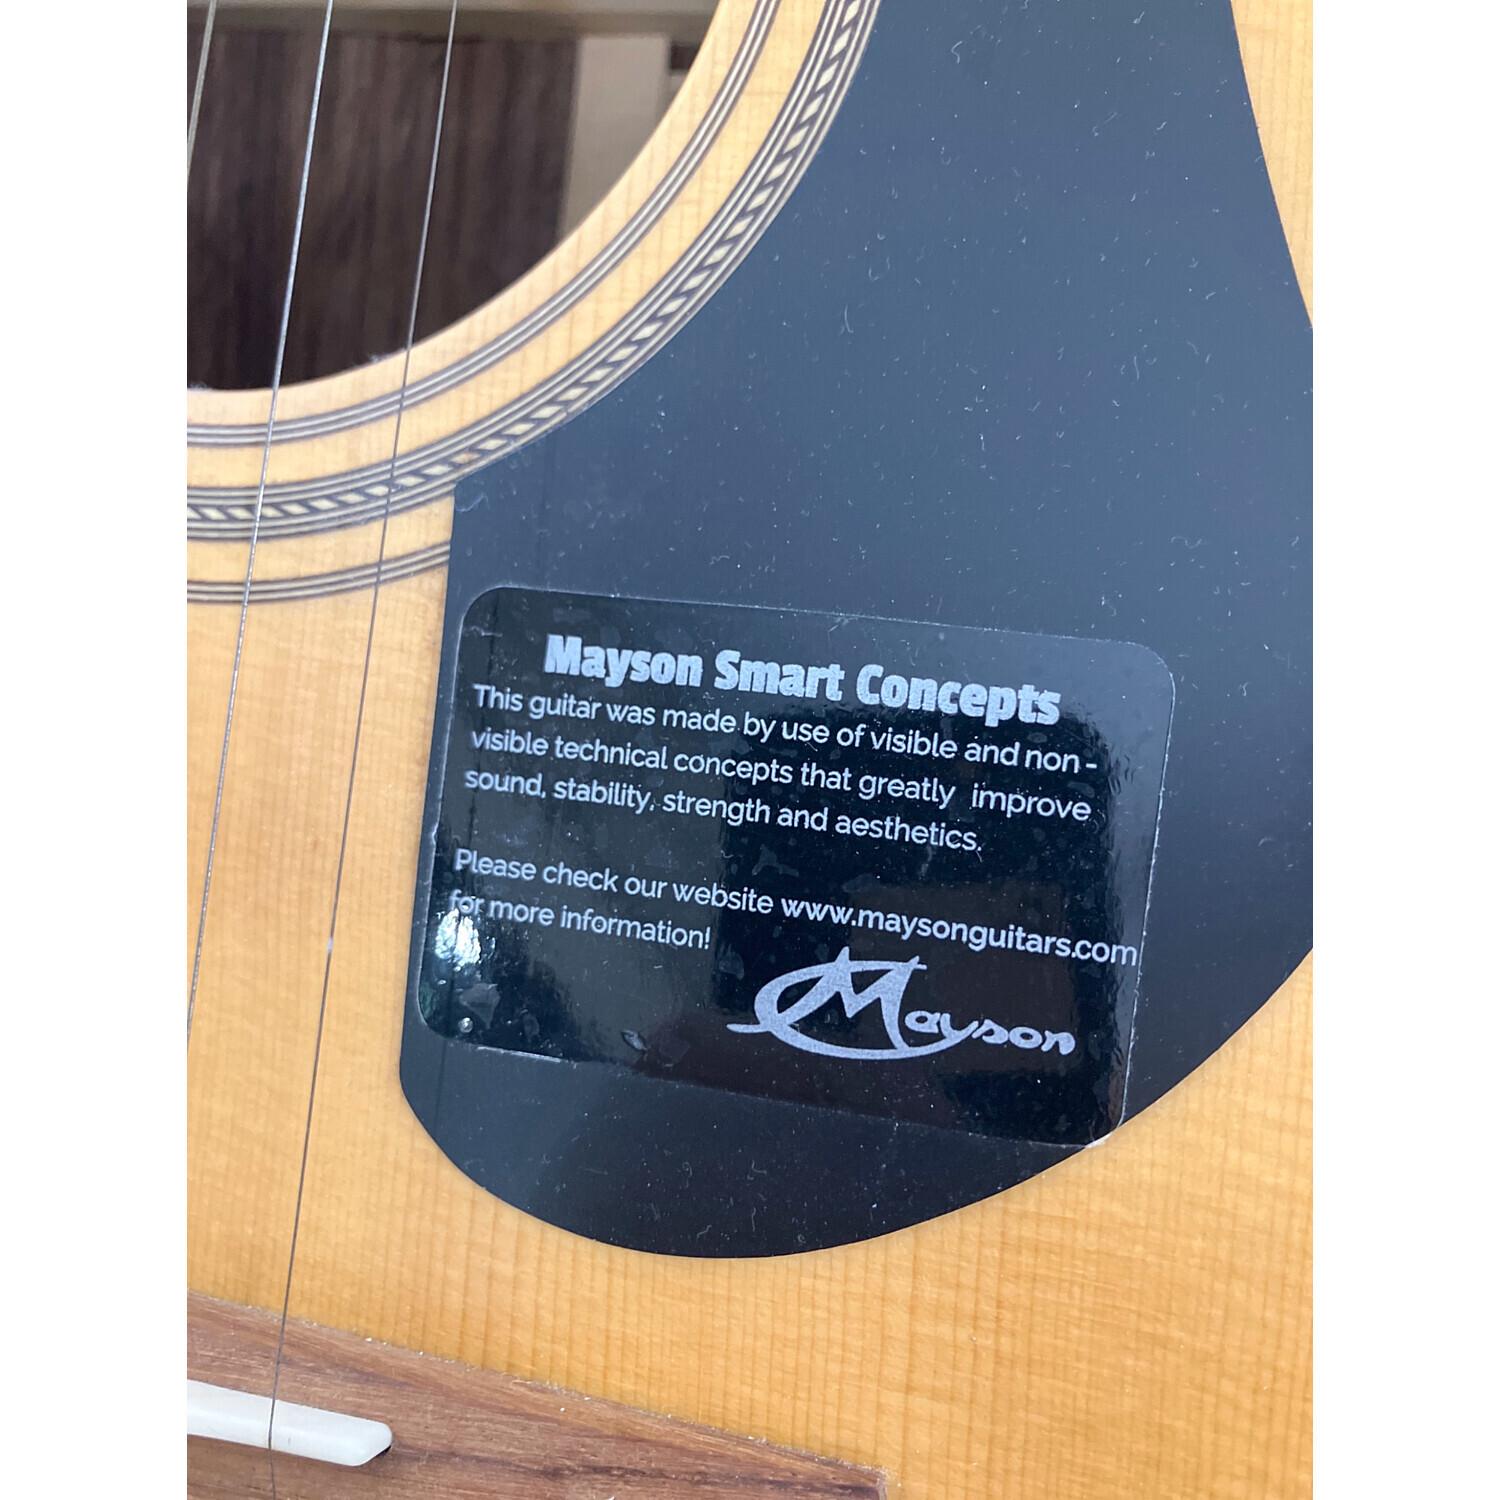 Mayson Smart Concepts
This guitar was made by use of visible and non-
visible technical concepts that greatly improve
sound, stability, strength and aesthetics.
Please check our website www.maysonguitars.com
for more information!
Mayson